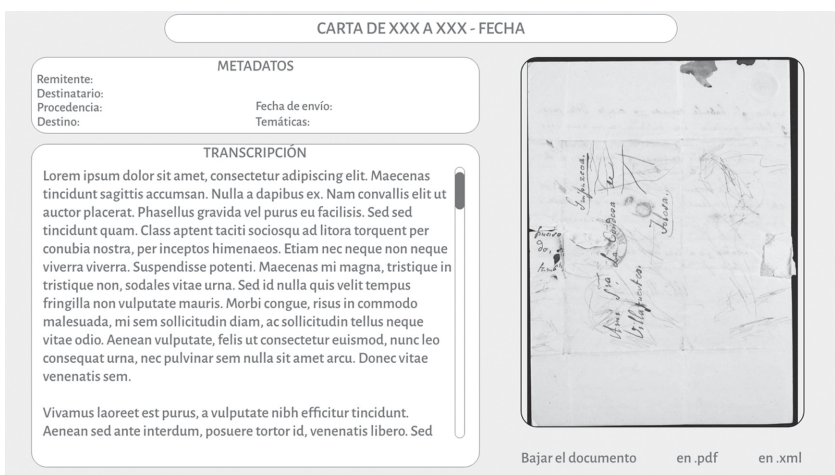 CARTA DE XXX A XXX - FECHA
METADATOS
Remitente:
Destinatario:
Procedencia:
Destino:
Fecha de envío:
Temáticas:
TRANSCRIPCIÓN
Lorem ipsum dolor sit amet, consectetur adipiscing elit. Maecenas
tincidunt sagittis accumsan. Nulla a dapibus ex. Nam convallis elit ut
auctor placerat. Phasellus gravida vel purus eu facilisis. Sed sed
tincidunt quam. Class aptent taciti sociosqu ad litora torquent per
conubia nostra, per inceptos himenaeos. Etiam nec neque non neque
viverra viverra. Suspendisse potenti. Maecenas mi magna, tristique in
tristique non, sodales vitae urna. Sed id nulla quis velit tempus
fringilla non vulputate mauris. Morbi congue, risus in commodo
malesuada, mi sem sollicitudin diam, ac sollicitudin tellus neque
vitae odio. Aenean vulputate, felis ut consectetur euismod, nunc leo
consequat urna, nec pulvinar sem nulla sit amet arcu. Donec vitae
venenatis sem.
Vivamus laoreet est purus, a vulputate nibh efficitur tincidunt.
Aenean sed ante interdum, posuere tortor id, venenatis libero. Sed
Guipuzcoa.
la Condesa de
Villafuertes.
Tolosa.
Bajar el documento
en .pdf
en .xml